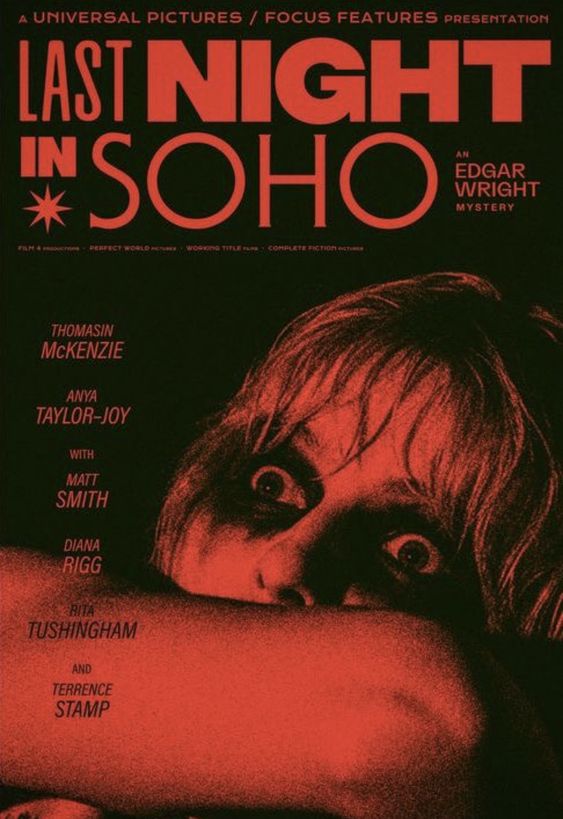 A UNIVERSAL PICTURES / FOCUS FEATURES PRESENTATION
LAST NIGHT
IN SOHO
AN
EDGAR
WRIGHT
MYSTERY
FILM 4 PRODUCTIONS · PERFECT WORLD PICTURES · WORKING TITLE FILMS · COMPLETE FICTION PICTURES
THOMASIN
McKENZIE
ANYA
TAYLOR-JOY
WITH
MATT
SMITH
DIANA
RIGG
RITA
TUSHINGHAM
AND
TERRENCE
STAMP